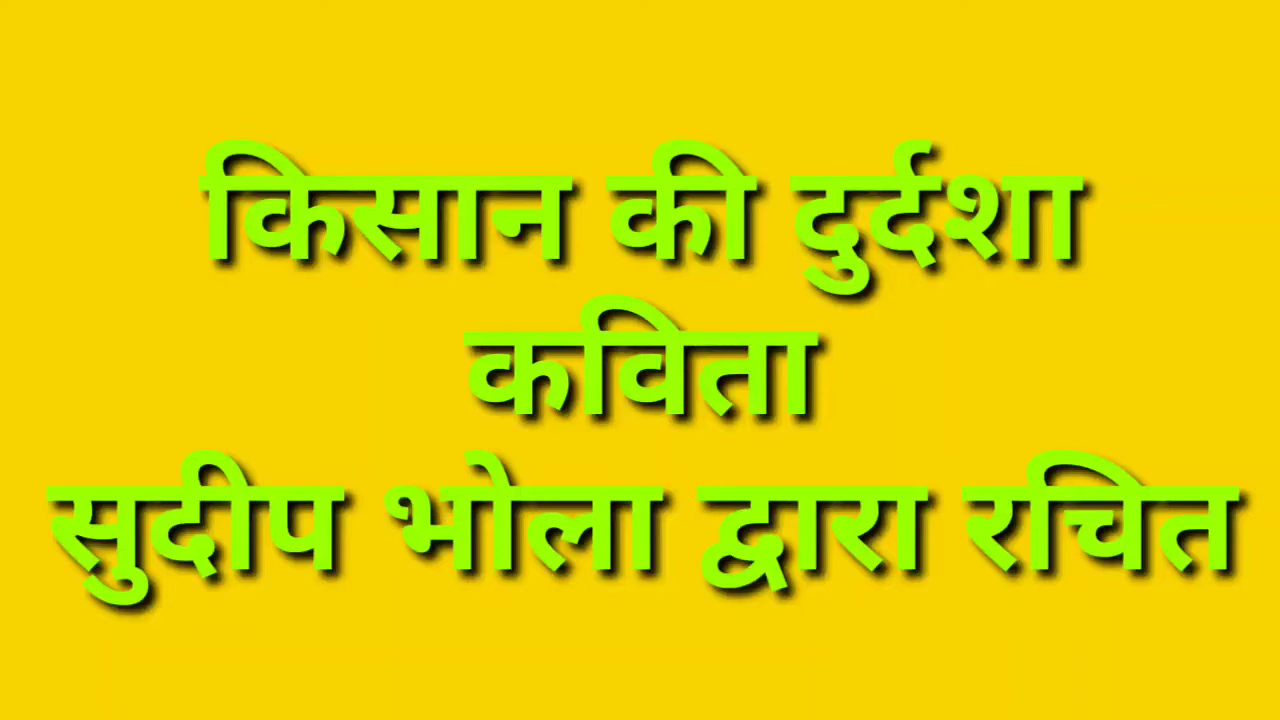 किसान की दुर्दशा
कविता
सुदीप भोला द्वारा रचित